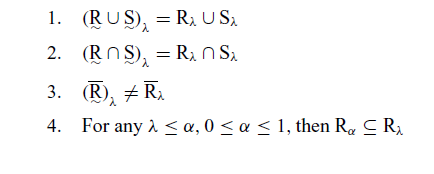 1. (R̰ ∪ S̰)λ = Rλ ∪ Sλ
2. (R̰ ∩ S̰)λ = Rλ ∩ Sλ
3. (R̰̅)λ ≠ R̅λ
4. For any λ ≤ α, 0 ≤ α ≤ 1, then Rα ⊆ Rλ